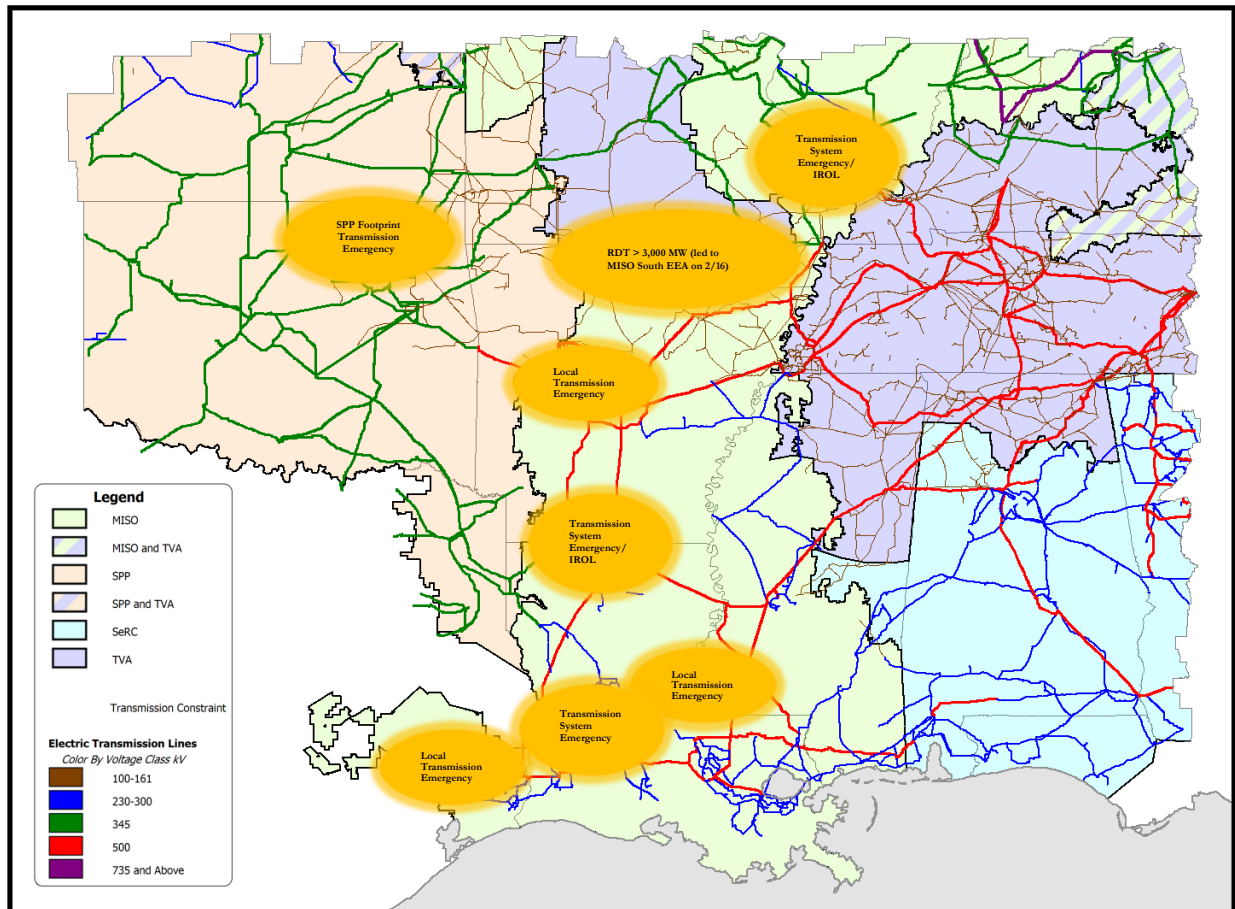 Transmission
System
Emergency/
IROL
SPP Footprint
Transmission
Emergency
RDT > 3,000 MW (led to
MISO South EEA on 2/16)
Local
Transmission
Emergency
Transmission
System
Emergency/
IROL
Local
Transmission
Emergency
Transmission
System
Emergency
Local
Transmission
Emergency
Legend
MISO
MISO and TVA
SPP
SPP and TVA
SeRC
TVA
Transmission Constraint
Electric Transmission Lines
Color By Voltage Class kV
100-161
230-300
345
500
735 and Above